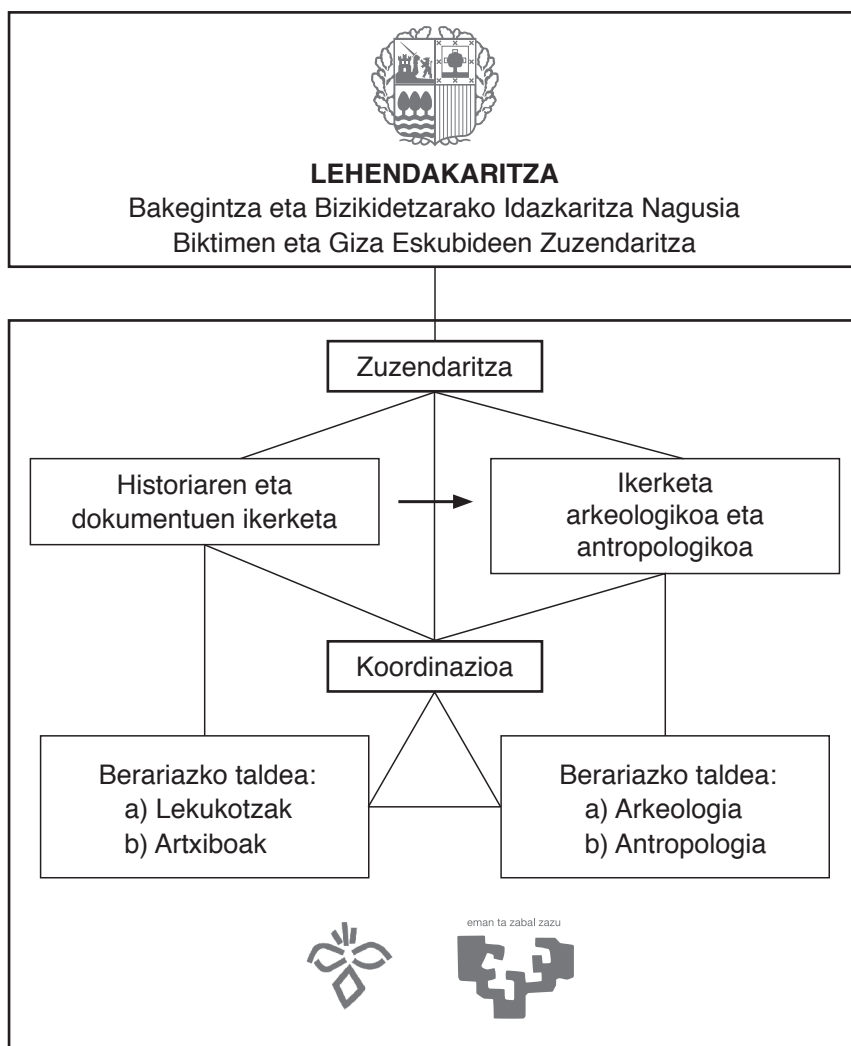 LEHENDAKARITZA
Bakegintza eta Bizikidetzarako Idazkaritza Nagusia
Biktimen eta Giza Eskubideen Zuzendaritza
Zuzendaritza
Historiaren eta
dokumentuen ikerketa
Ikerketa
arkeologikoa eta
antropologikoa
Koordinazioa
Berariazko taldea:
a) Lekukotzak
b) Artxiboak
Berariazko taldea:
a) Arkeologia
b) Antropologia
eman ta zabal zazu